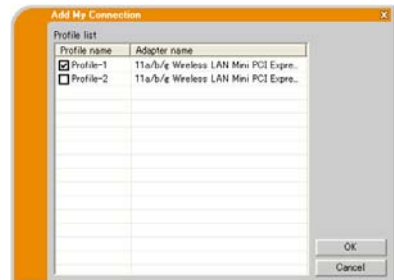 Add My Connection x
Profile list
Profile name Adapter name
Profile-1 11a/b/g Wireless LAN Mini PCI Expre..
Profile-2 11a/b/g Wireless LAN Mini PCI Expre..
OK
Cancel